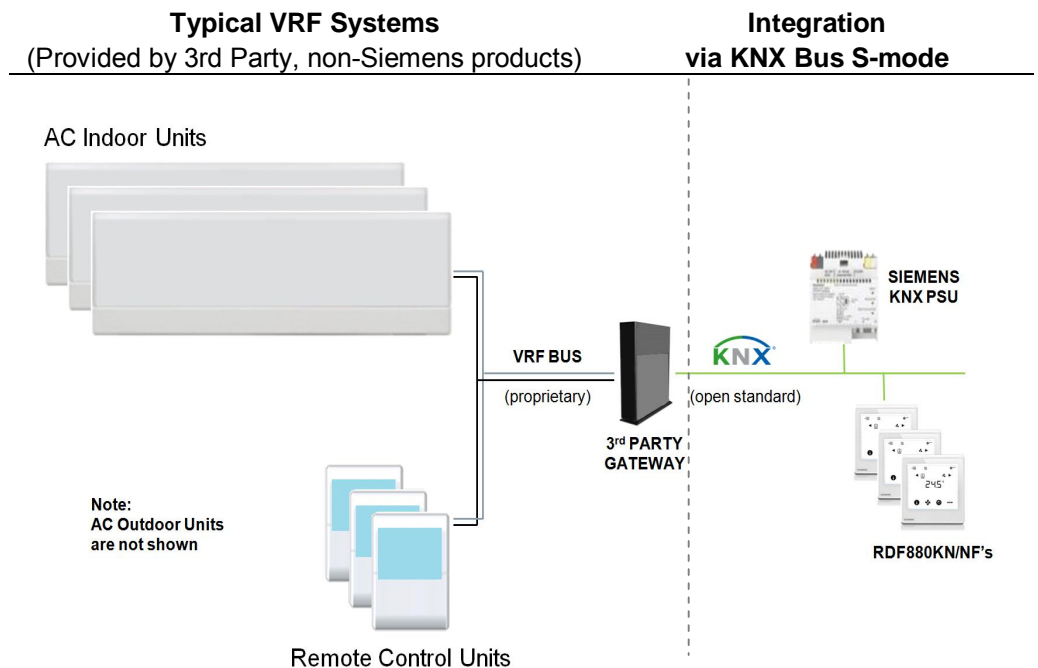 Typical VRF Systems
(Provided by 3rd Party, non-Siemens products)
Integration
via KNX Bus S-mode
AC Indoor Units
SIEMENS
KNX PSU
VRF BUS
(proprietary)
KNX
(open standard)
3rd PARTY
GATEWAY
Note:
AC Outdoor Units
are not shown
24.5°
RDF880KN/NF's
Remote Control Units